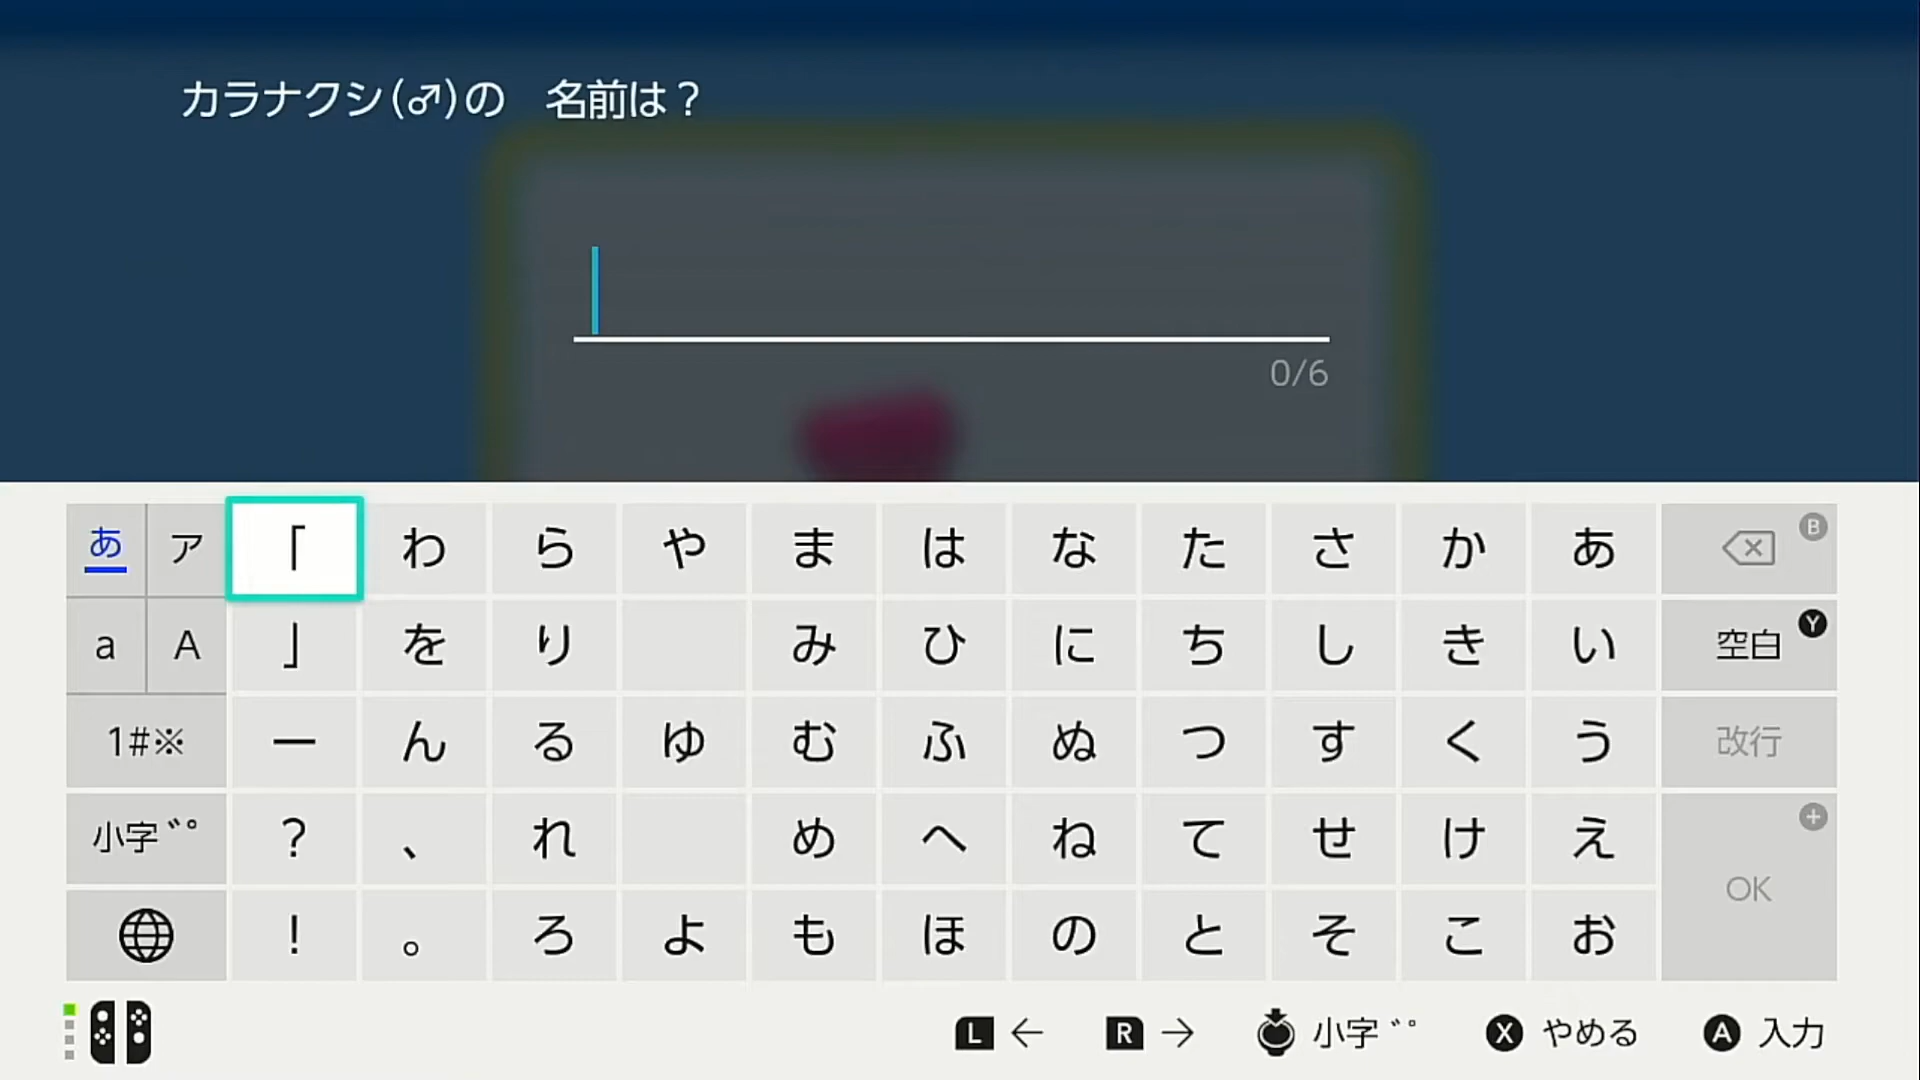 カラナクシ(♂)の　名前は？
0/6
あ ア 「 わ ら や ま は な た さ か あ B
a A 」 を り み ひ に ち し き い 空白 Y
1#※ ー ん る ゆ む ふ ぬ つ す く う 改行
小字 ゛゜ ？ 、 れ め へ ね て せ け え +
！ 。 ろ よ も ほ の と そ こ お OK
L ← R → 小字 ゛゜ X やめる A 入力